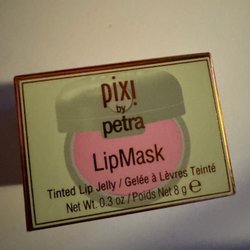 pixi
by
petra
LipMask
Tinted Lip Jelly / Gelée à Lèvres Teinté
Net Wt. 0.3 oz / Poids Net 8 g ℮